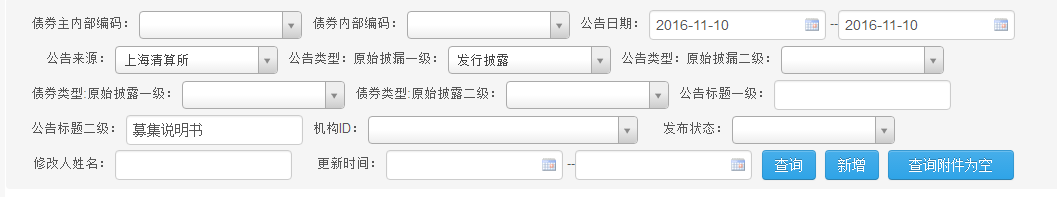 债券主内部编码： 债券内部编码： 公告日期： 2016-11-10 -- 2016-11-10
公告来源： 上海清算所 公告类型：原始披漏一级： 发行披露 公告类型：原始披漏二级：
债券类型:原始披露一级： 债券类型:原始披露二级： 公告标题一级：
公告标题二级： 募集说明书 机构ID： 发布状态：
修改人姓名： 更新时间： -- 查询 新增 查询附件为空